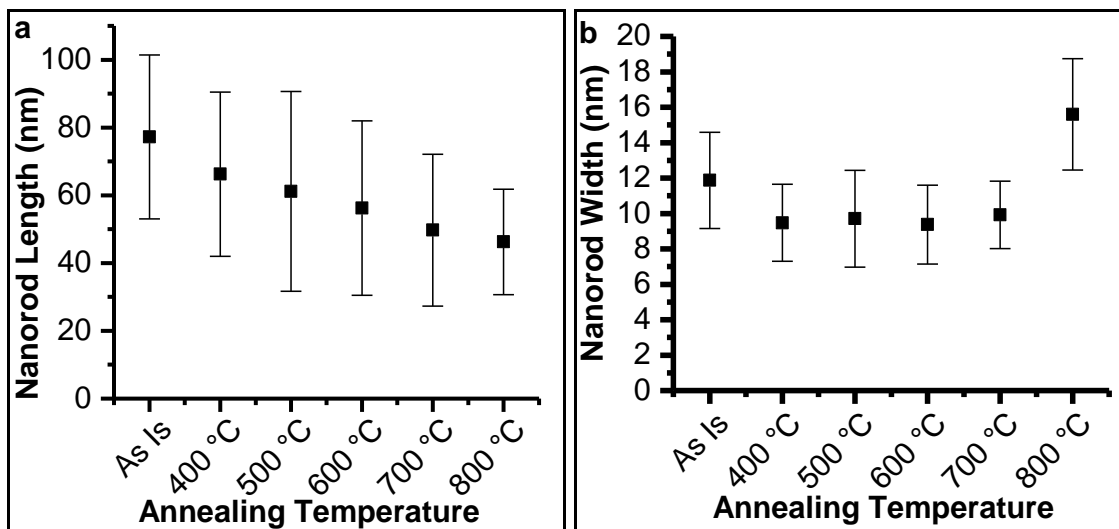 a
Nanorod Length (nm)
100
80
60
40
20
0
As Is
400 °C
500 °C
600 °C
700 °C
800 °C
Annealing Temperature
b
Nanorod Width (nm)
20
18
16
14
12
10
8
6
4
2
0
As Is
400 °C
500 °C
600 °C
700 °C
800 °C
Annealing Temperature